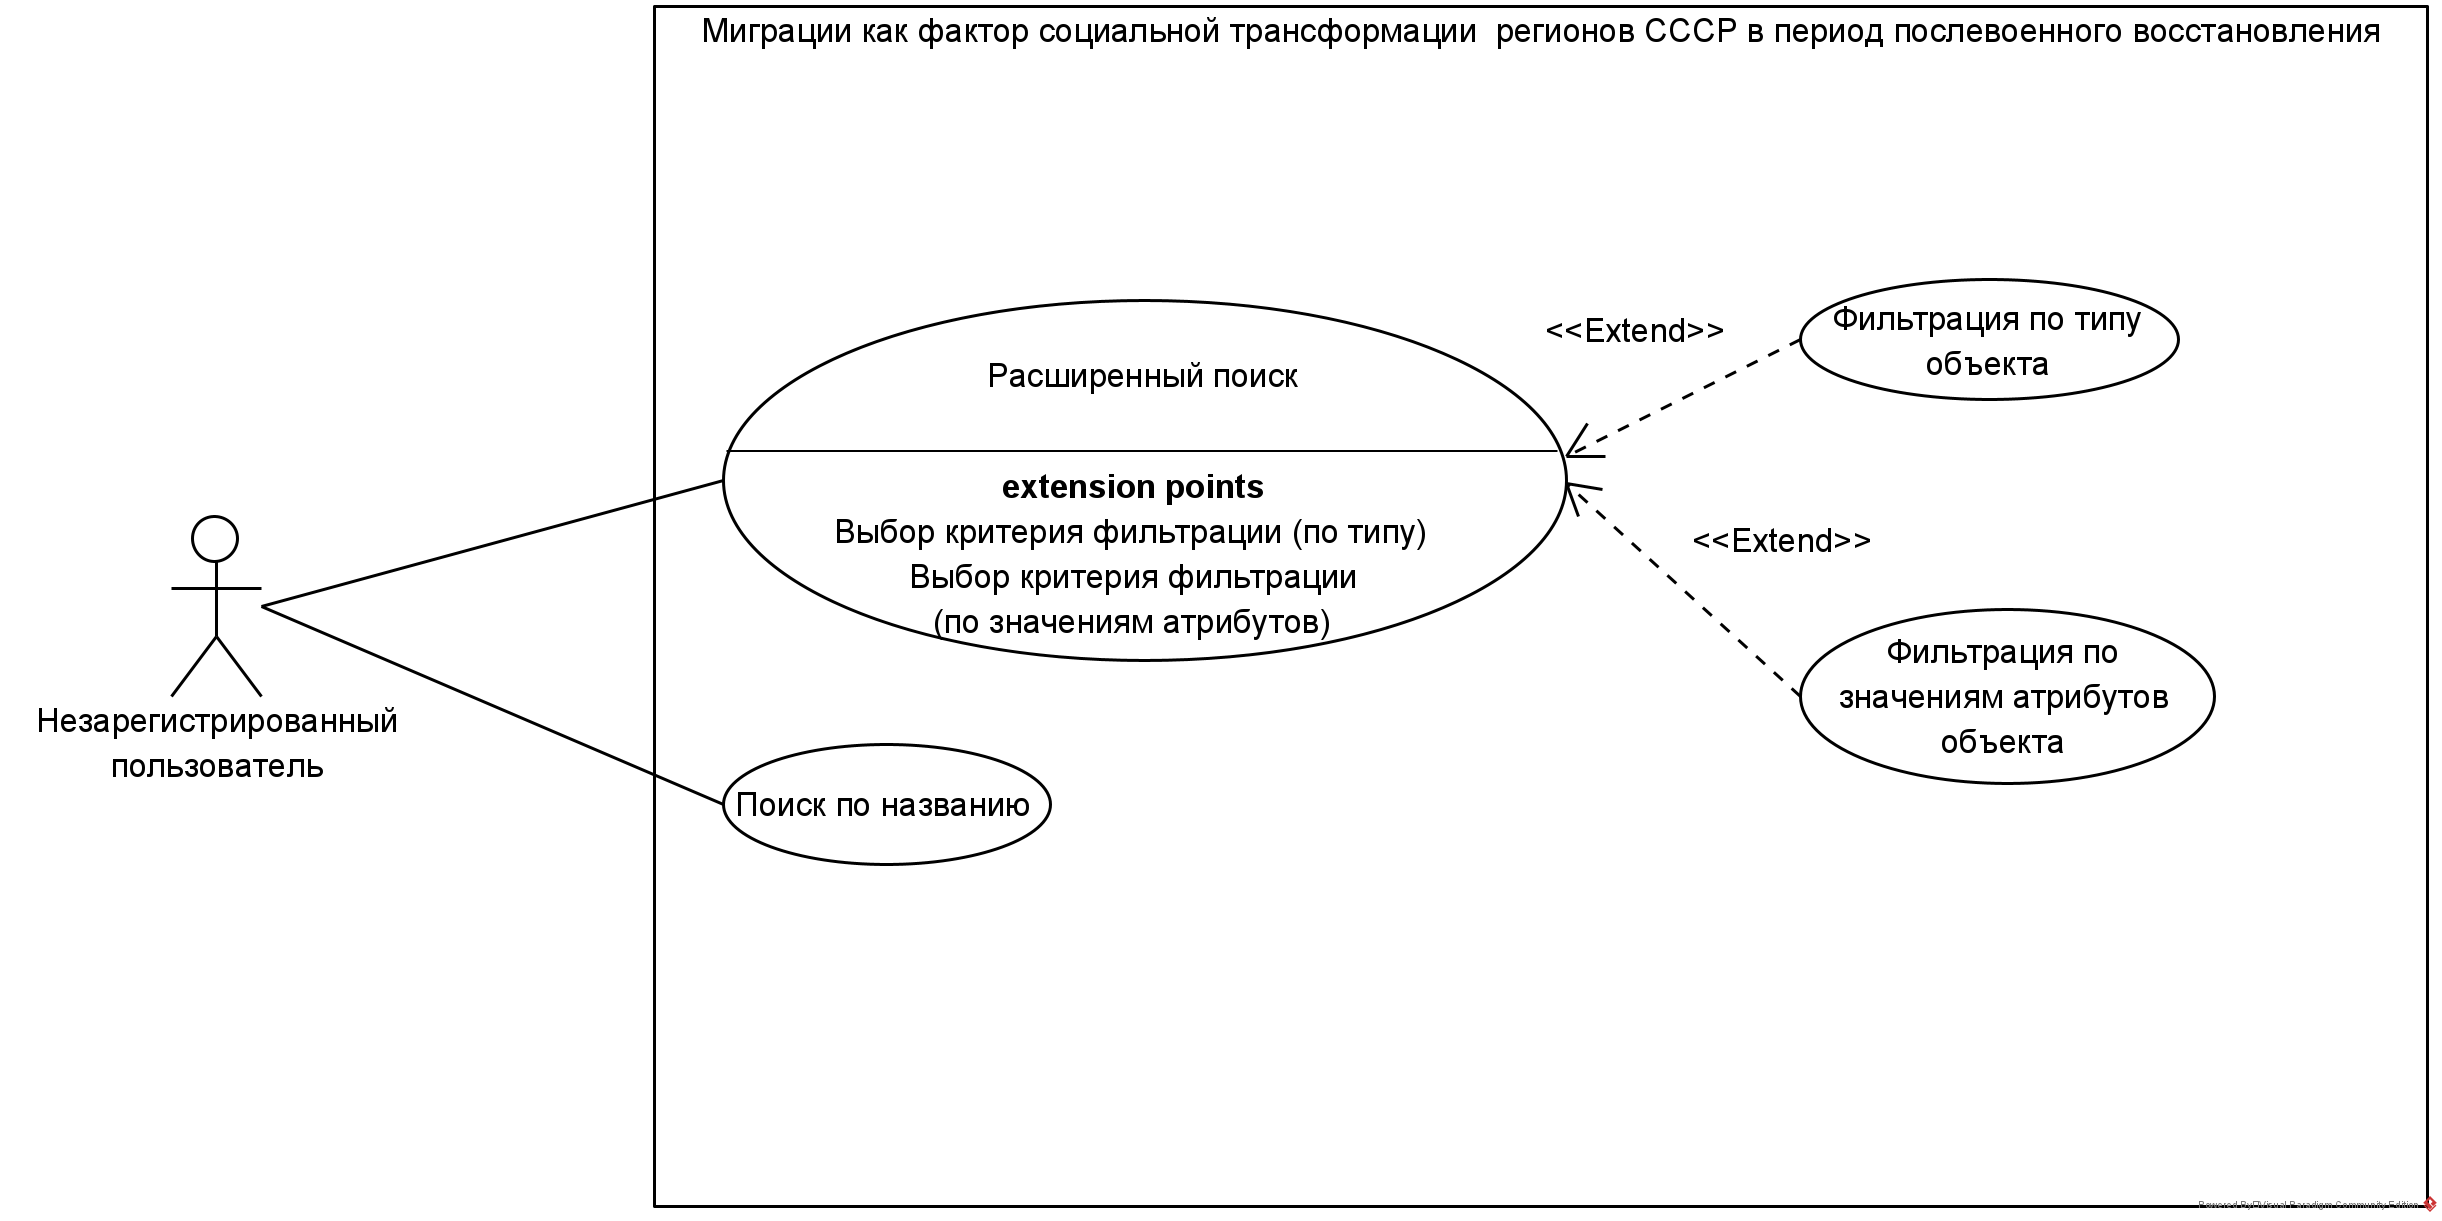 Миграции как фактор социальной трансформации  регионов СССР в период послевоенного восстановления
Расширенный поиск
extension points
Выбор критерия фильтрации (по типу)
Выбор критерия фильтрации
(по значениям атрибутов)
<<Extend>>
Фильтрация по типу
объекта
<<Extend>>
Фильтрация по
значениям атрибутов
объекта
Незарегистрированный
пользователь
Поиск по названию
Powered By Visual Paradigm Community Edition